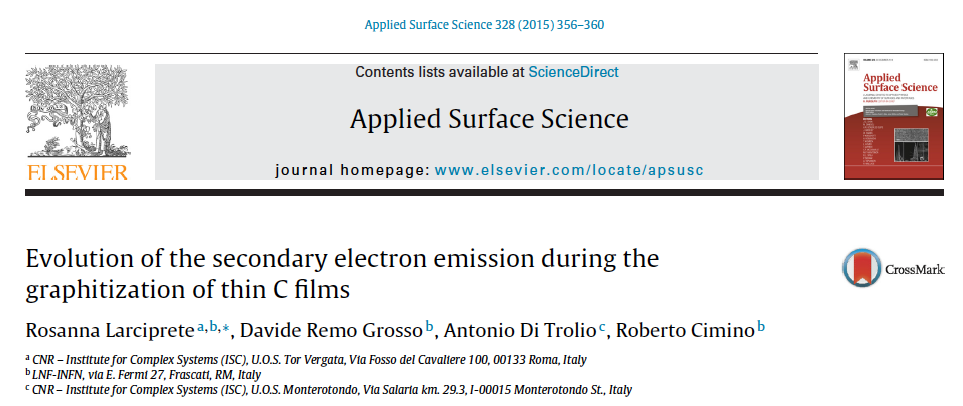 Applied Surface Science 328 (2015) 356–360
Contents lists available at ScienceDirect
Applied Surface Science
journal homepage: www.elsevier.com/locate/apsusc
ELSEVIER
Applied
Surface Science
Evolution of the secondary electron emission during the
graphitization of thin C films
CrossMark
Rosanna Larciprete a,b,∗, Davide Remo Grosso b, Antonio Di Trolio c, Roberto Cimino b
a CNR – Institute for Complex Systems (ISC), U.O.S. Tor Vergata, Via Fosso del Cavaliere 100, 00133 Roma, Italy
b LNF-INFN, via E. Fermi 27, Frascati, RM, Italy
c CNR – Institute for Complex Systems (ISC), U.O.S. Monterotondo, Via Salaria km. 29.3, I-00015 Monterotondo St., Italy